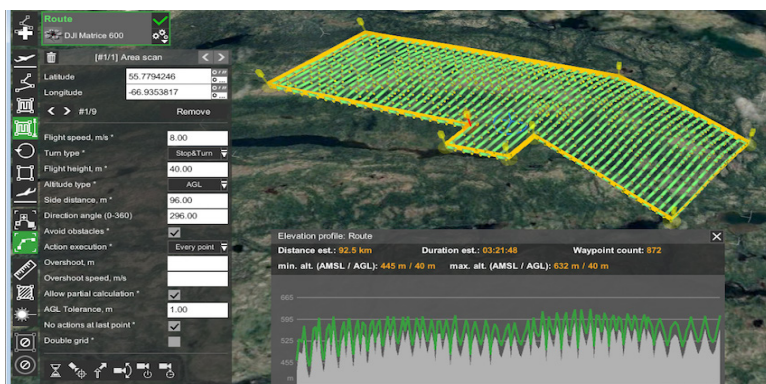 Route
DJI Matrice 600
[#1/1] Area scan
Latitude 55.7794246
Longitude -66.9353817
#1/9 Remove
Flight speed, m/s * 8.00
Turn type * Stop&Turn
Flight height, m * 40.00
Altitude type * AGL
Side distance, m * 96.00
Direction angle (0-360) 296.00
Avoid obstacles *
Action execution * Every point
Overshoot, m
Overshoot speed, m/s
Allow partial calculation *
AGL Tolerance, m 1.00
No actions at last point *
Double grid *
Elevation profile: Route
Distance est.: 92.5 km Duration est.: 03:21:48 Waypoint count: 872
min. alt. (AMSL / AGL): 445 m / 40 m max. alt. (AMSL / AGL): 632 m / 40 m
665
595
525
455
m